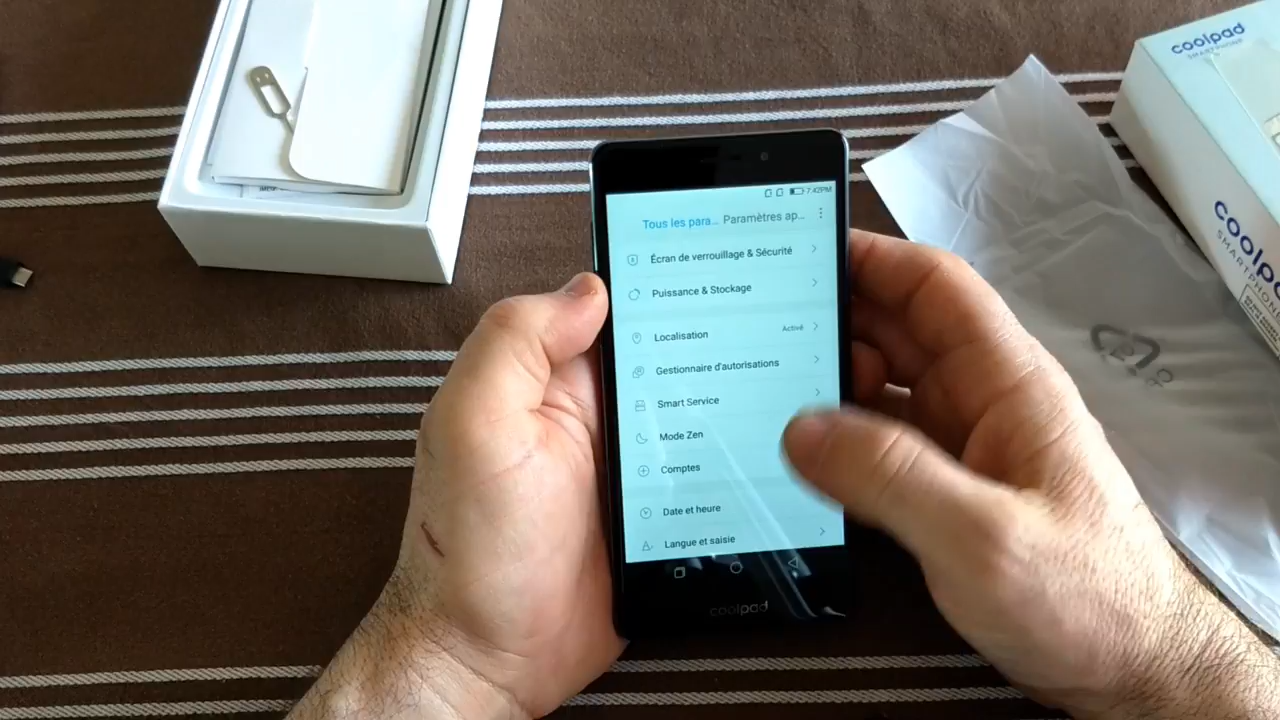 coolpad
SMARTPHONE
7:42PM
Tous les para... Paramètres ap...
Écran de verrouillage & Sécurité
Puissance & Stockage
Localisation Activé
Gestionnaire d'autorisations
Smart Service
Mode Zen
Comptes
Date et heure
Langue et saisie
coolpad